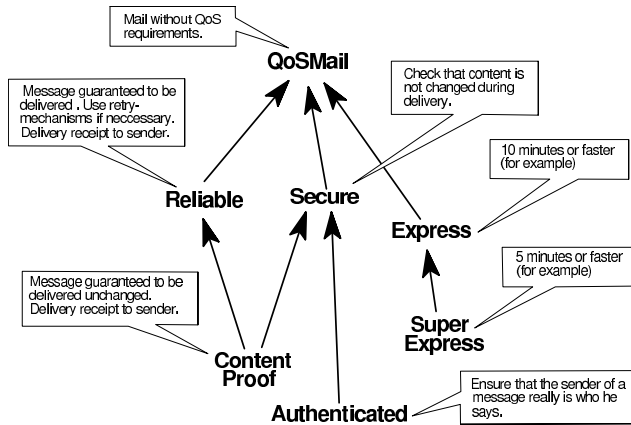 Mail without QoS
requirements.
QoSMail
Message guaranteed to be
delivered . Use retry-
mechanisms if neccessary.
Delivery receipt to sender.
Check that content is
not changed during
delivery.
10 minutes or faster
(for example)
Reliable
Secure
Express
5 minutes or faster
(for example)
Message guaranteed to be
delivered unchanged.
Delivery receipt to sender.
Super
Express
Content
Proof
Authenticated
Ensure that the sender of a
message really is who he
says.